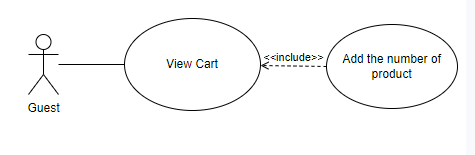 View Cart
<<include>>
Add the number of
product
Guest